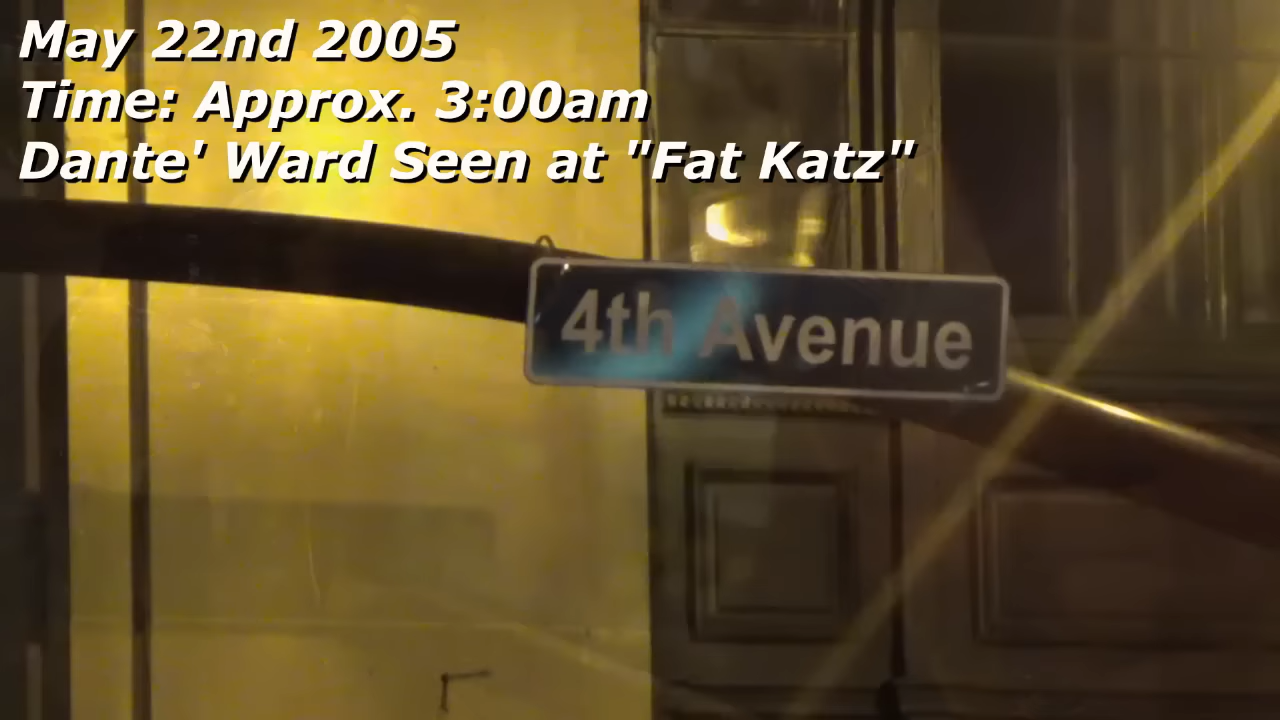 May 22nd 2005
Time: Approx. 3:00am
Dante' Ward Seen at "Fat Katz"
4th Avenue